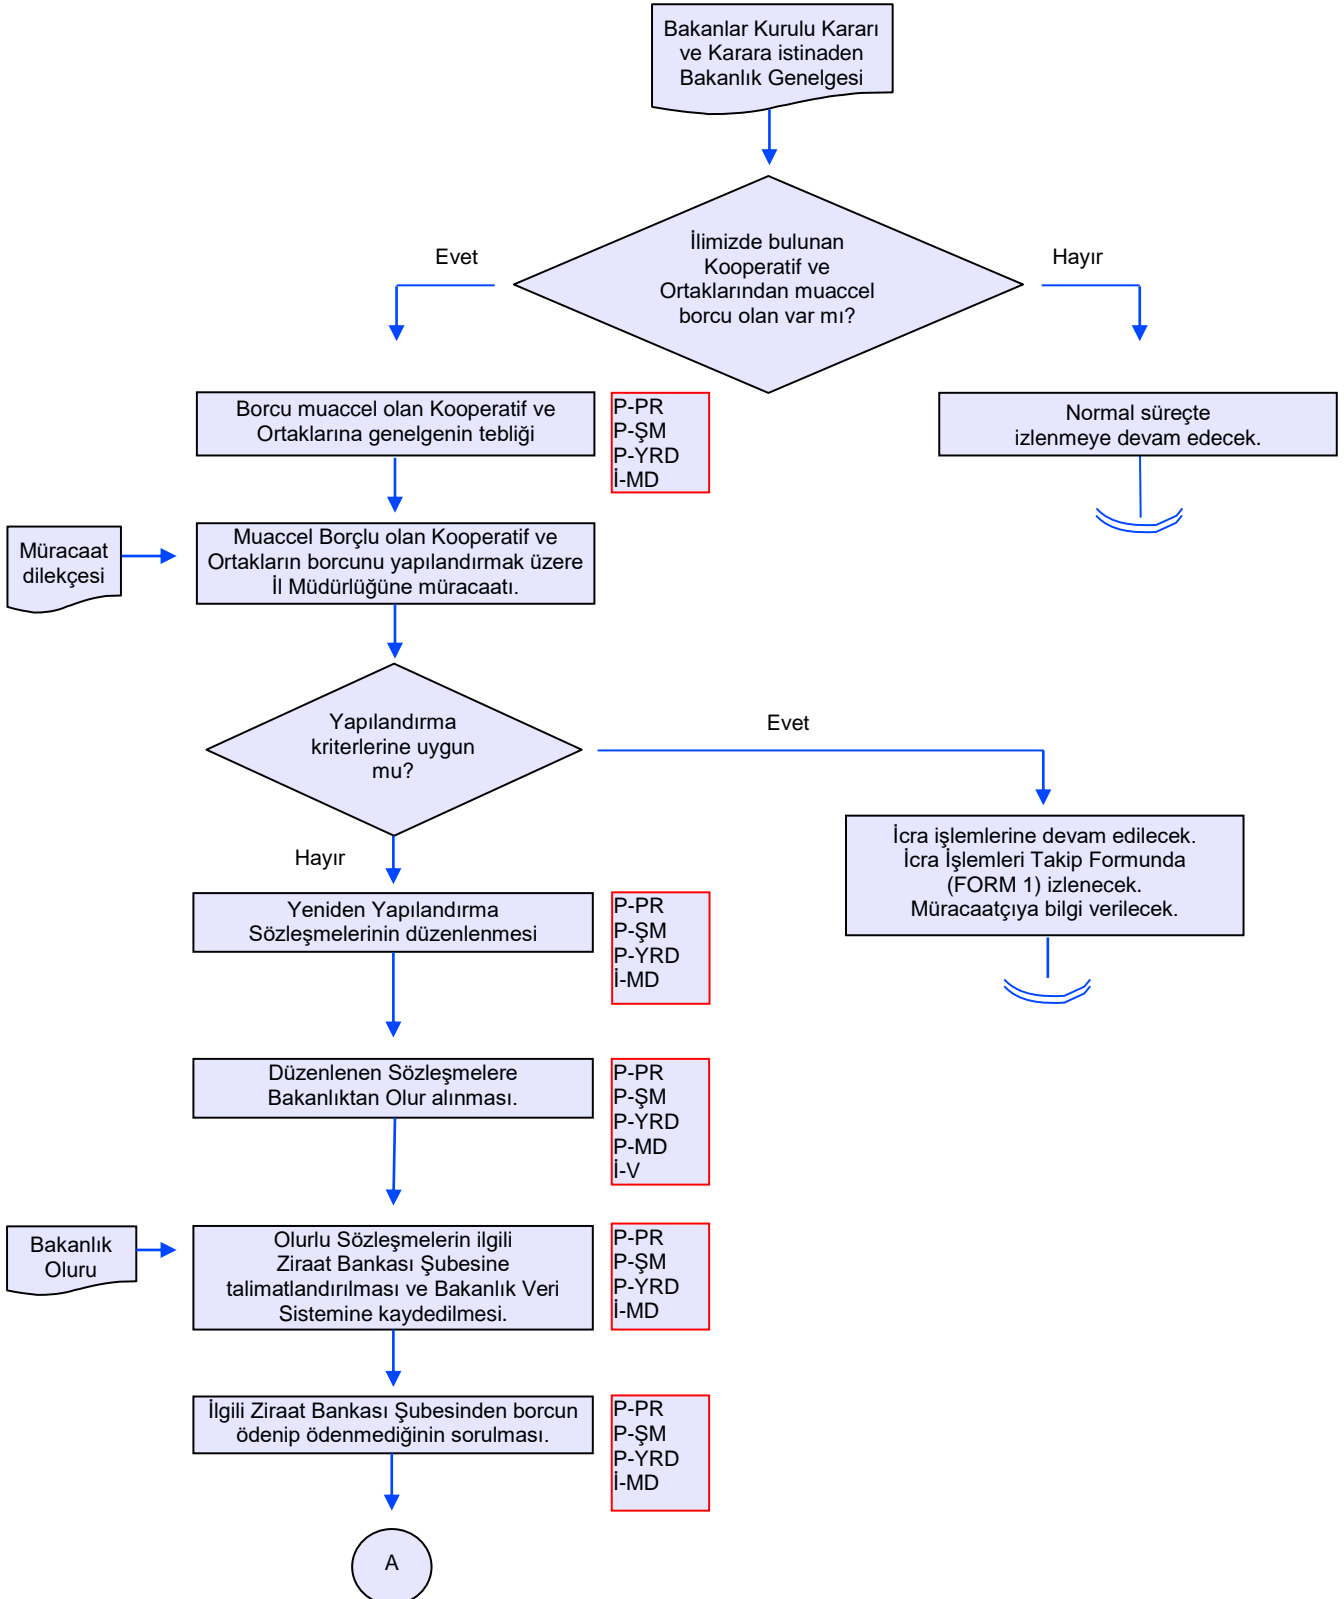 Bakanlar Kurulu Kararı
ve Karara istinaden
Bakanlık Genelgesi
İlimizde bulunan
Kooperatif ve
Ortaklarından muaccel
borcu olan var mı?
Evet
Hayır
Borcu muaccel olan Kooperatif ve
Ortaklarına genelgenin tebliği
P-PR
P-ŞM
P-YRD
İ-MD
Normal süreçte
izlenmeye devam edecek.
Müracaat
dilekçesi
Muaccel Borçlu olan Kooperatif ve
Ortakların borcunu yapılandırmak üzere
İl Müdürlüğüne müracaatı.
Yapılandırma
kriterlerine uygun
mu?
Evet
Hayır
İcra işlemlerine devam edilecek.
İcra İşlemleri Takip Formunda
(FORM 1) izlenecek.
Müracaatçıya bilgi verilecek.
Yeniden Yapılandırma
Sözleşmelerinin düzenlenmesi
P-PR
P-ŞM
P-YRD
İ-MD
Düzenlenen Sözleşmelere
Bakanlıktan Olur alınması.
P-PR
P-ŞM
P-YRD
P-MD
İ-V
Bakanlık
Oluru
Olurlu Sözleşmelerin ilgili
Ziraat Bankası Şubesine
talimatlandırılması ve Bakanlık Veri
Sistemine kaydedilmesi.
P-PR
P-ŞM
P-YRD
İ-MD
İlgili Ziraat Bankası Şubesinden borcun
ödenip ödenmediğinin sorulması.
P-PR
P-ŞM
P-YRD
İ-MD
A